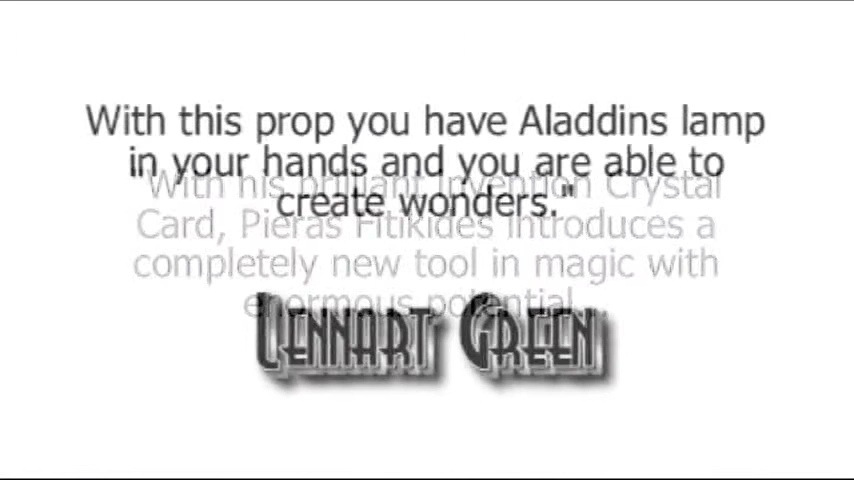 With this prop you have Aladdins lamp
in your hands and you are able to
create wonders."
"With his brilliant invention Crystal
Card, Pieras Fitikides introduces a
completely new tool in magic with
enormous potential...
LENNART GREEN